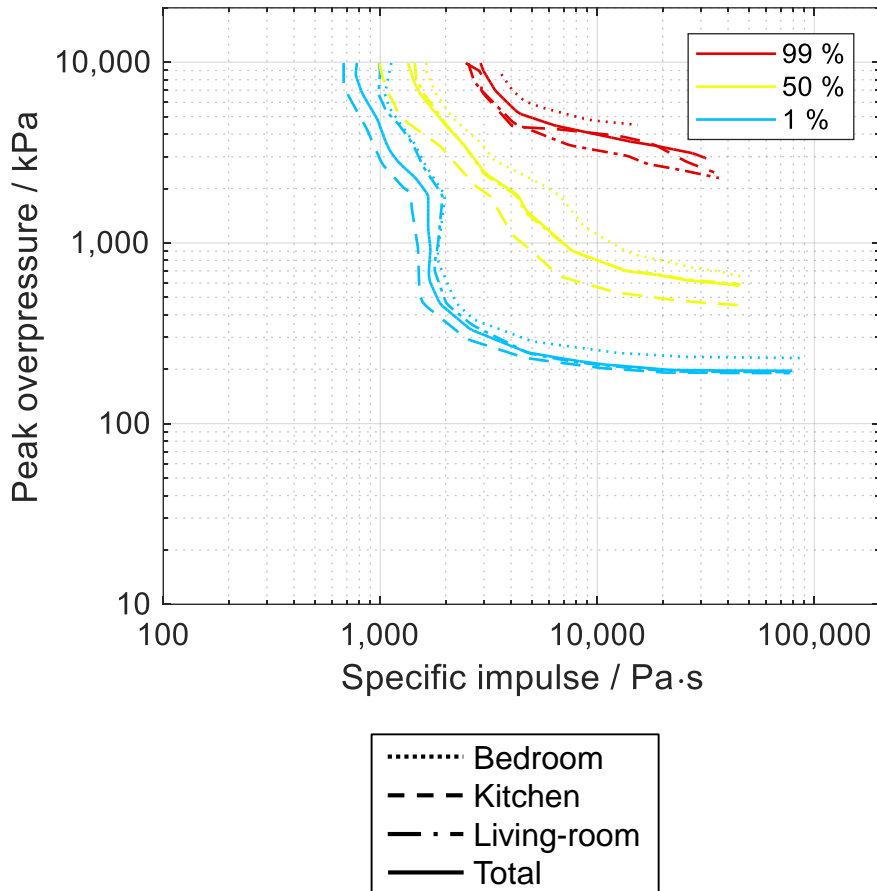 10,000
1,000
100
10
Peak overpressure / kPa
99 %
50 %
1 %
100
1,000
10,000
100,000
Specific impulse / Pa·s
Bedroom
Kitchen
Living-room
Total